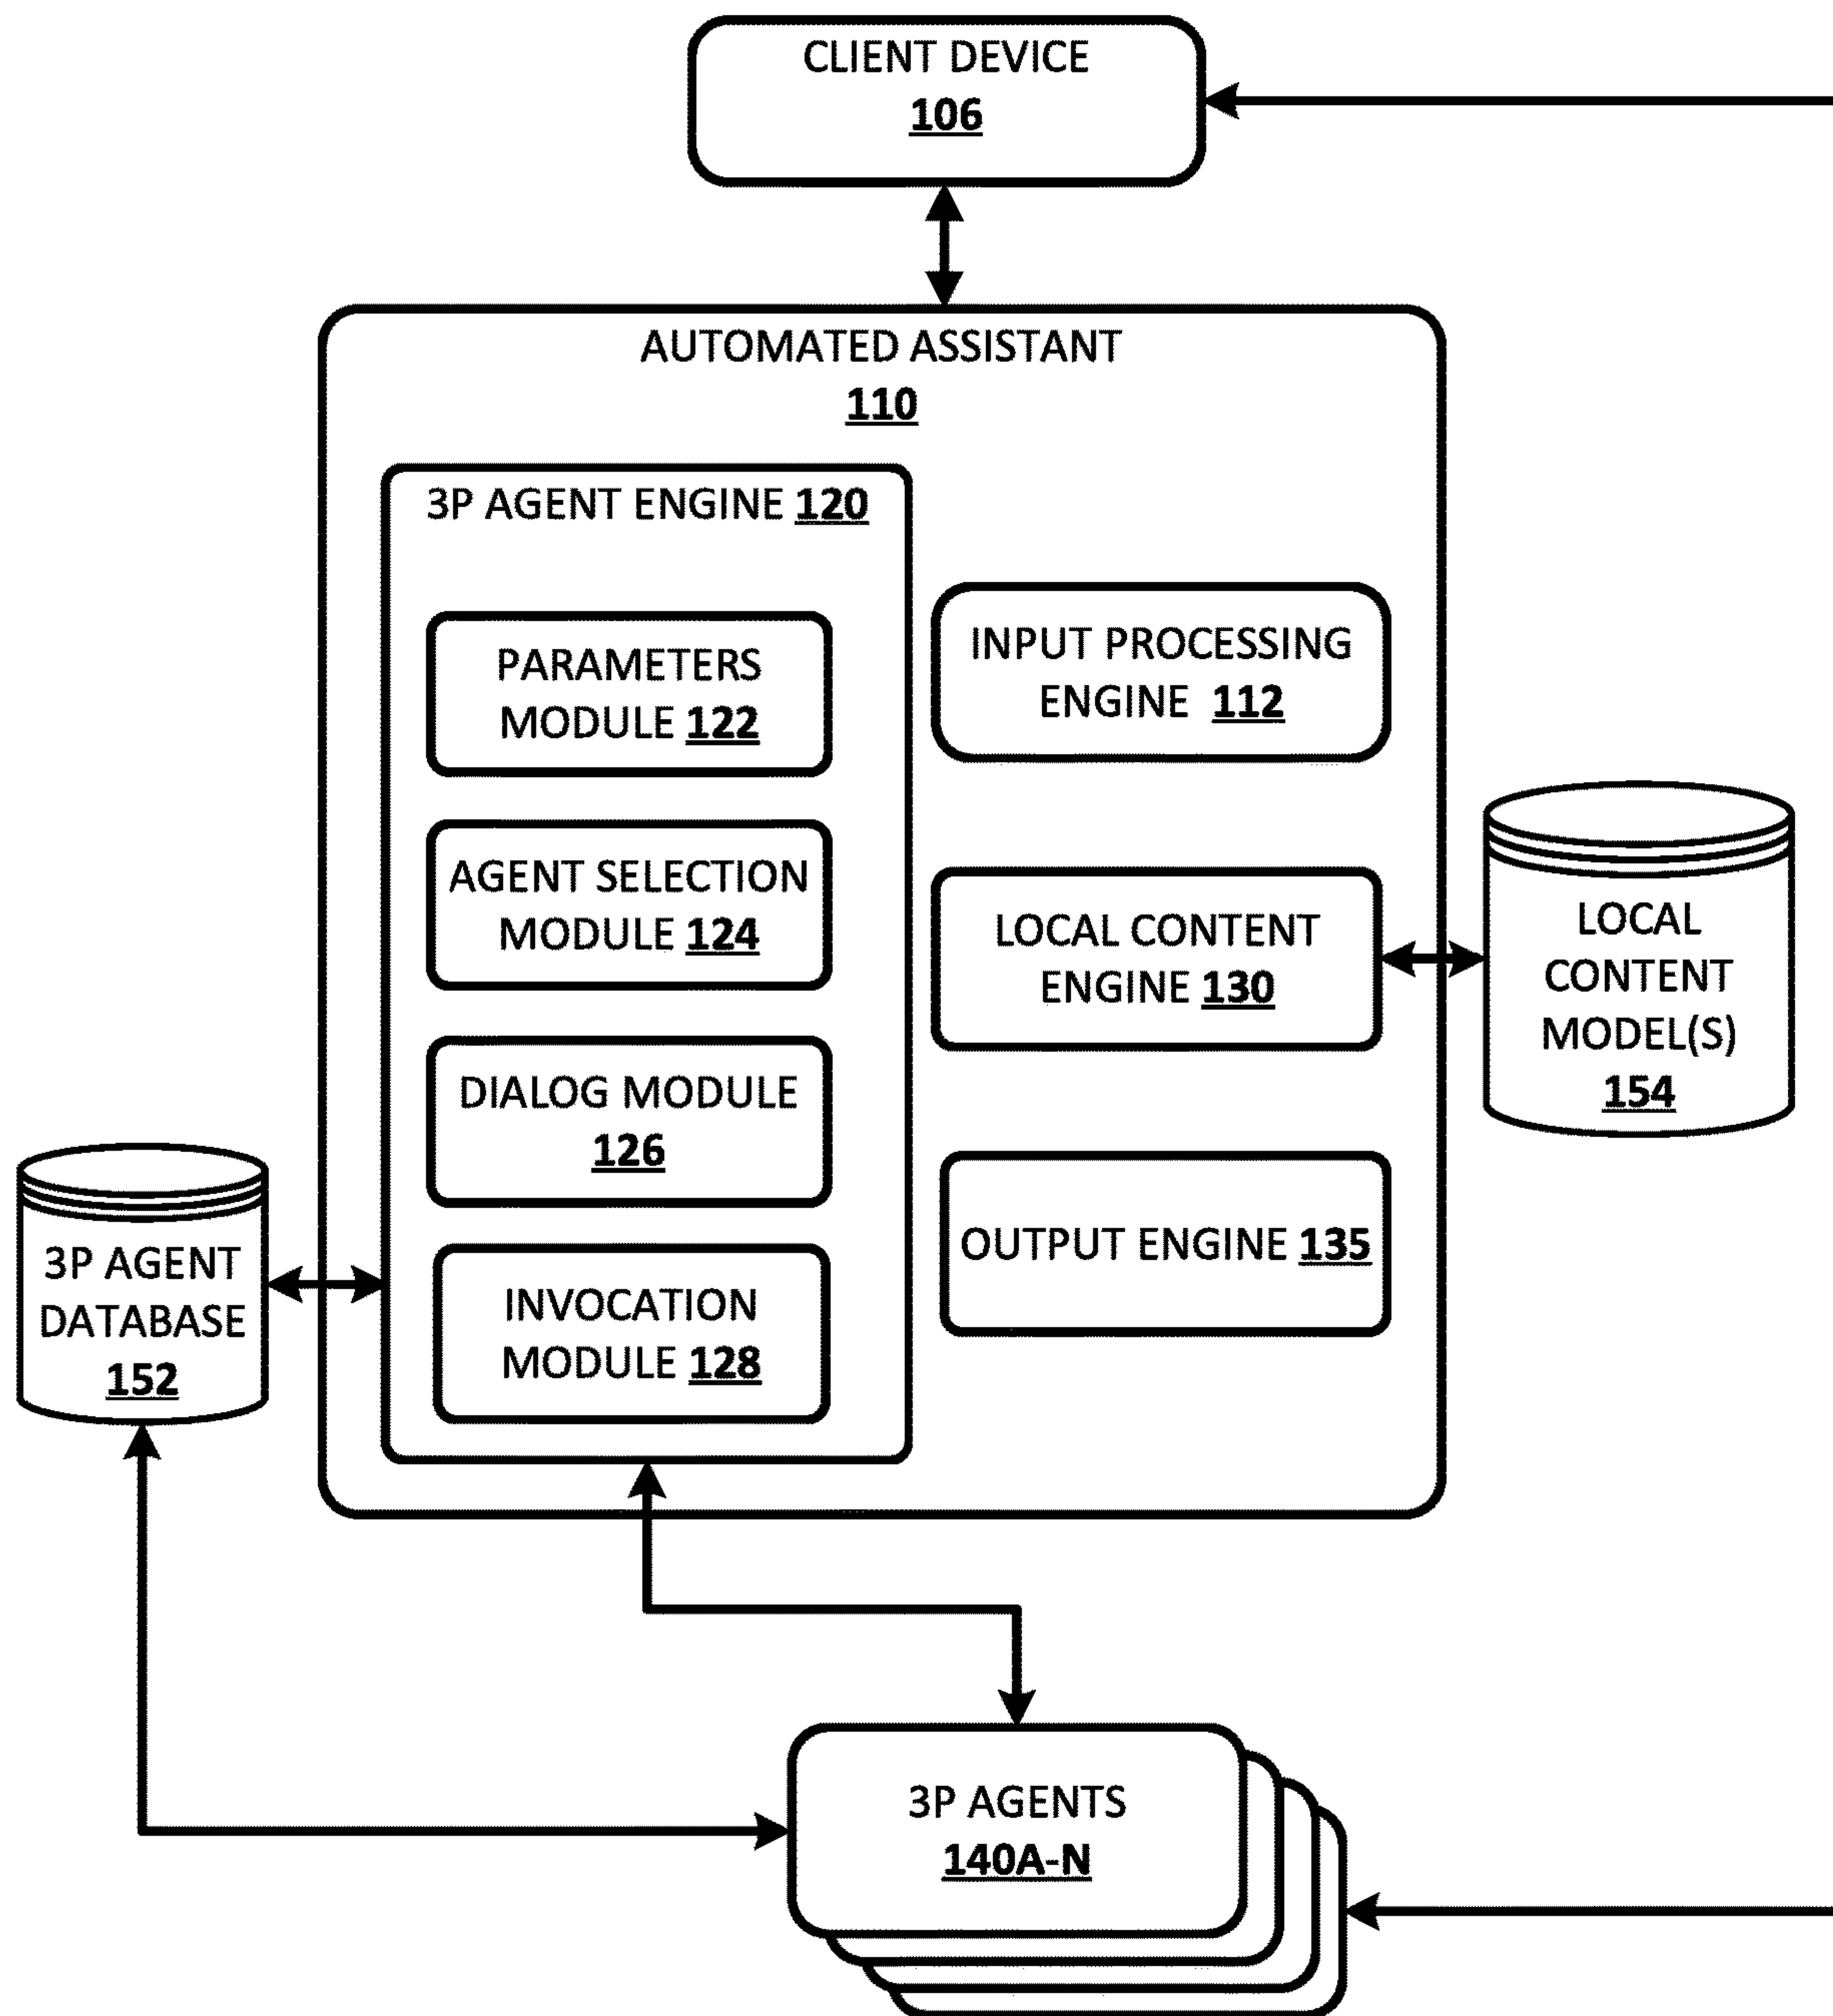 CLIENT DEVICE
106
AUTOMATED ASSISTANT
110
3P AGENT ENGINE 120
PARAMETERS
MODULE 122
AGENT SELECTION
MODULE 124
DIALOG MODULE
126
INVOCATION
MODULE 128
INPUT PROCESSING
ENGINE 112
LOCAL CONTENT
ENGINE 130
OUTPUT ENGINE 135
LOCAL
CONTENT
MODEL(S)
154
3P AGENT
DATABASE
152
3P AGENTS
140A-N